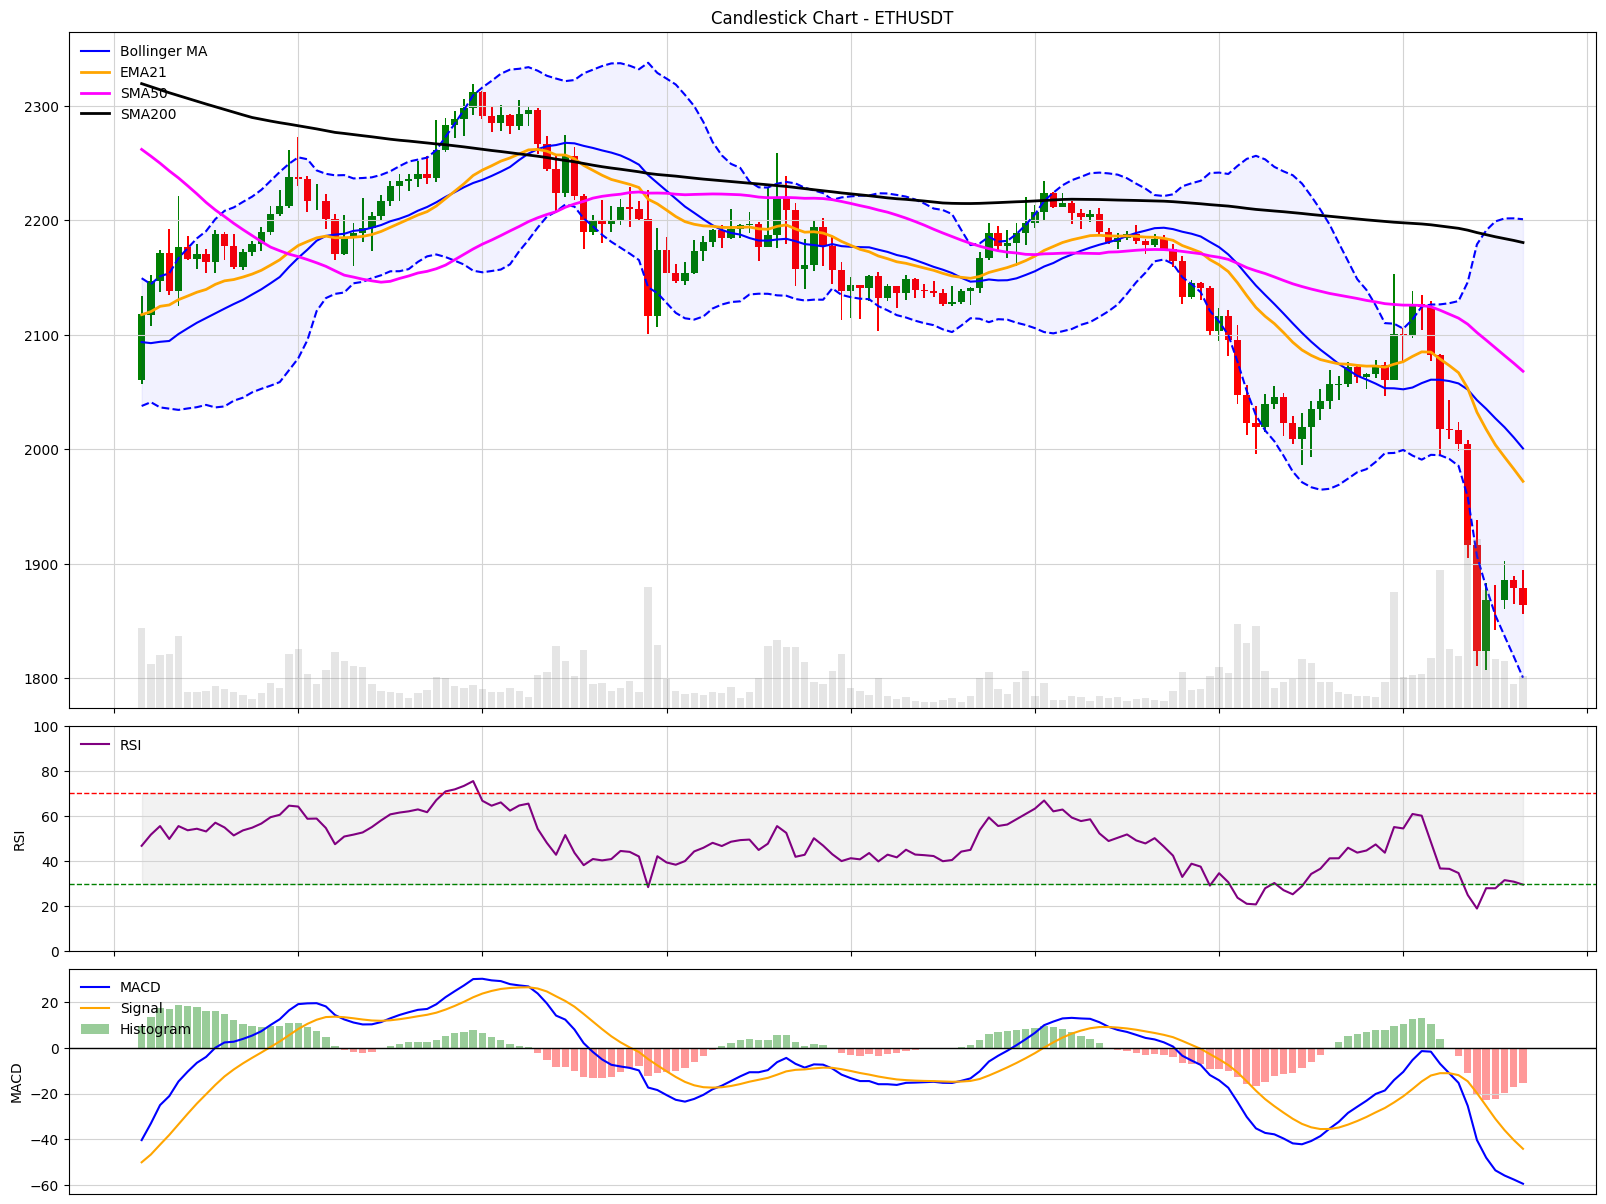 Candlestick Chart - ETHUSDT
Bollinger MA
EMA21
SMA50
SMA200
2300
2200
2100
2000
1900
1800
100
80
60
40
20
0
RSI
RSI
20
0
−20
−40
−60
MACD
MACD
Signal
Histogram